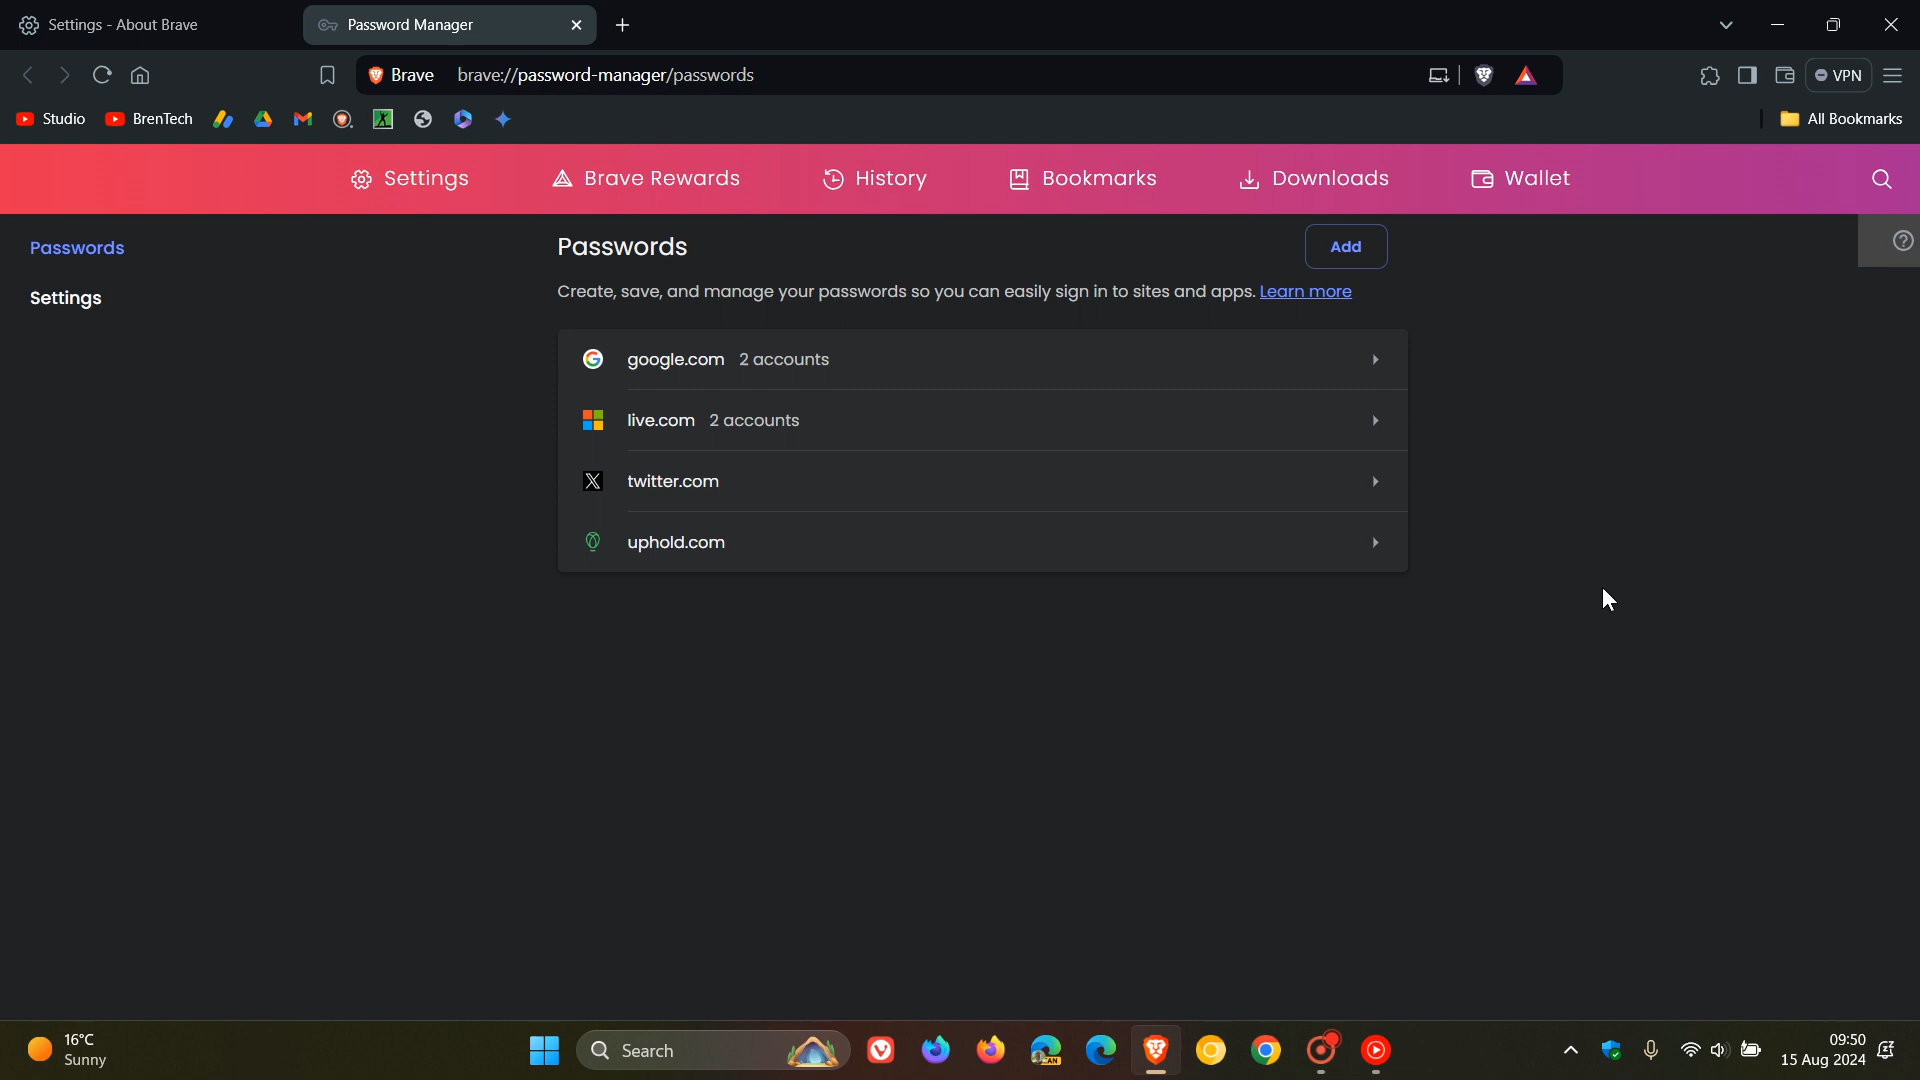 Settings - About Brave
Password Manager
Brave brave://password-manager/passwords
VPN
Studio
BrenTech
All Bookmarks
Settings
Brave Rewards
History
Bookmarks
Downloads
Wallet
Passwords
Settings
Passwords
Add
Create, save, and manage your passwords so you can easily sign in to sites and apps. Learn more
google.com 2 accounts
live.com 2 accounts
twitter.com
uphold.com
16°C
Sunny
Search
CAN
09:50
15 Aug 2024